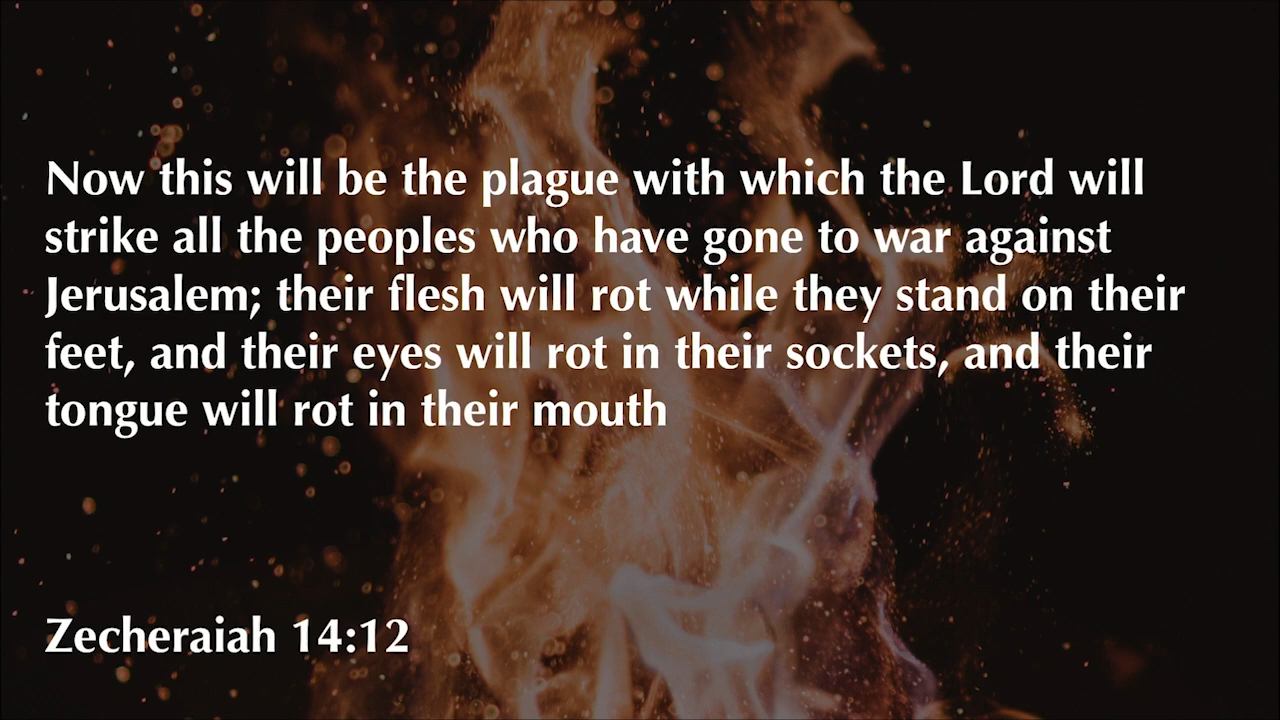 Now this will be the plague with which the Lord will
strike all the peoples who have gone to war against
Jerusalem; their flesh will rot while they stand on their
feet, and their eyes will rot in their sockets, and their
tongue will rot in their mouth
Zecheraiah 14:12